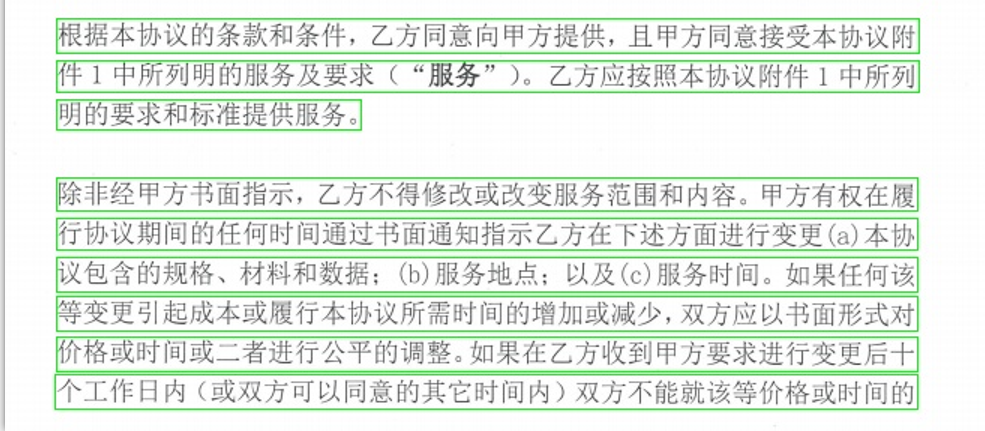 根据本协议的条款和条件，乙方同意向甲方提供，且甲方同意接受本协议附
件 1 中所列明的服务及要求（“服务”）。乙方应按照本协议附件 1 中所列
明的要求和标准提供服务。
除非经甲方书面指示，乙方不得修改或改变服务范围和内容。甲方有权在履
行协议期间的任何时间通过书面通知指示乙方在下述方面进行变更(a)本协
议包含的规格、材料和数据；(b)服务地点；以及(c)服务时间。如果任何该
等变更引起成本或履行本协议所需时间的增加或减少，双方应以书面形式对
价格或时间或二者进行公平的调整。如果在乙方收到甲方要求进行变更后十
个工作日内（或双方可以同意的其它时间内）双方不能就该等价格或时间的